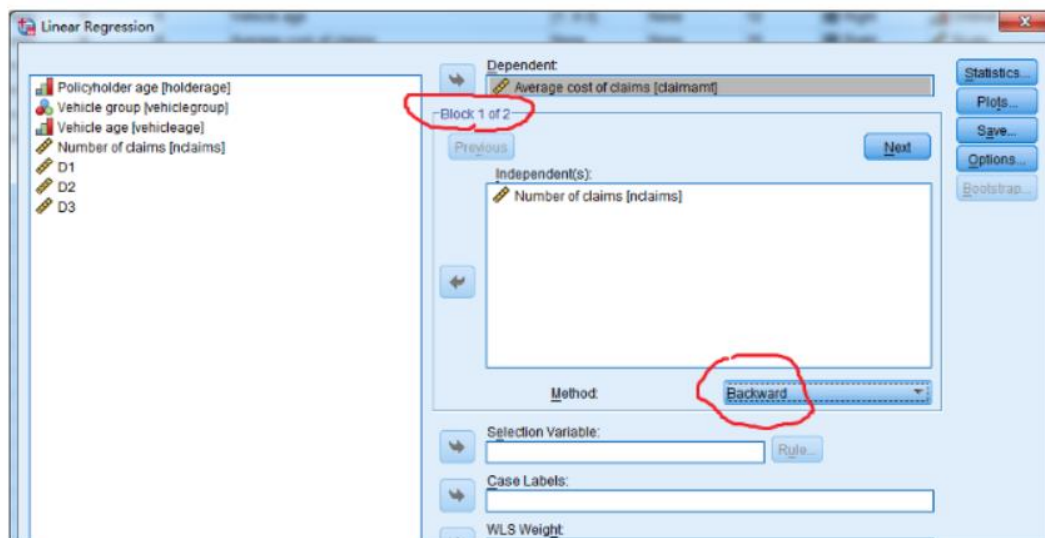 Linear Regression
Policyholder age [holderage]
Vehicle group [vehiclegroup]
Vehicle age [vehicleage]
Number of claims [nclaims]
D1
D2
D3
Dependent:
Average cost of claims [claimamt]
Block 1 of 2
Previous
Next
Independent(s):
Number of claims [nclaims]
Method:
Backward
Selection Variable:
Rule...
Case Labels:
WLS Weight:
Statistics...
Plots...
Save...
Options...
Bootstrap...